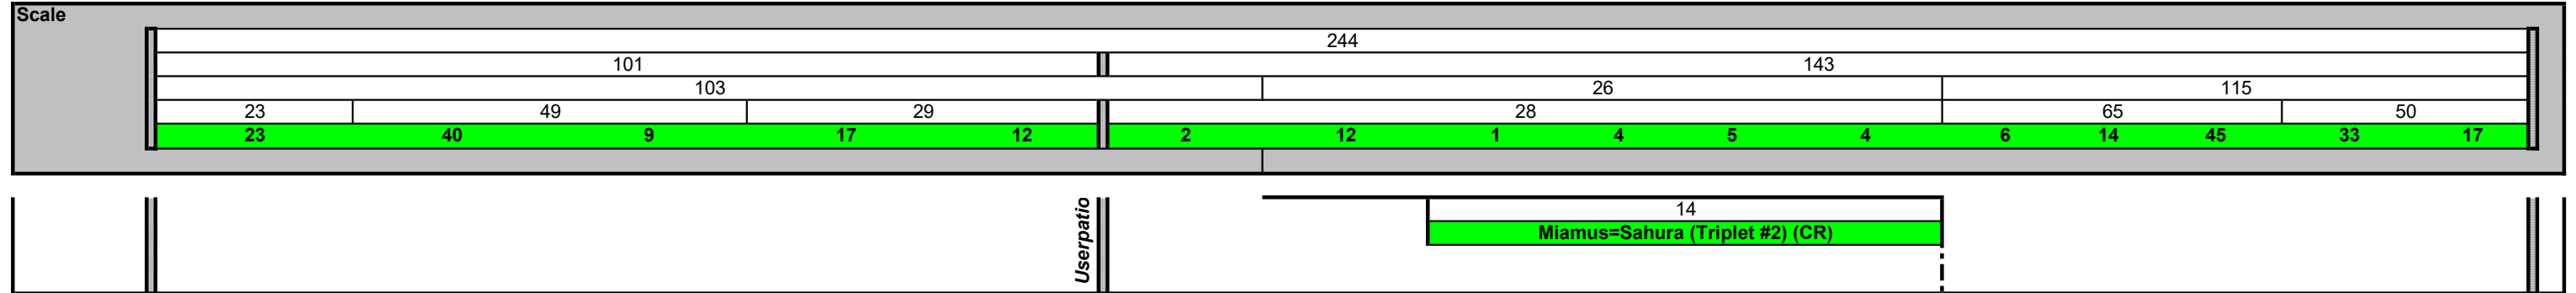 Scale
244
101 143
103 26 115
23 49 29 28 65 50
23 40 9 17 12 2 12 1 4 5 4 6 14 45 33 17
Userpatio
14
Miamus=Sahura (Triplet #2) (CR)